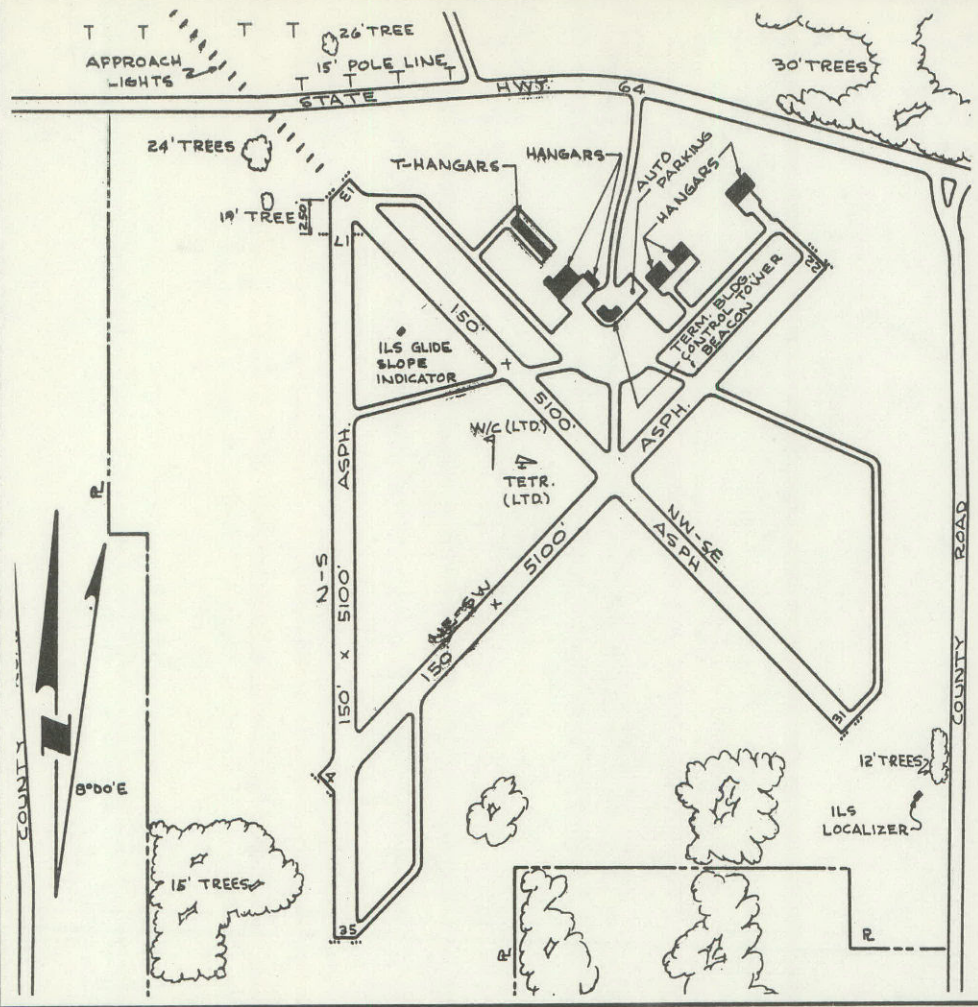 T T T T
26' TREE
APPROACH
LIGHTS
15' POLE LINE
T T T T
30' TREES
STATE HWY. 64
24' TREES
T-HANGARS
HANGARS
AUTO
PARKING
HANGARS
19' TREE
1250'
13
17
22
150'
TERM. BLDG.
CONTROL TOWER
BEACON
ILS GLIDE
SLOPE
INDICATOR
x
5100'
ASPH.
W/C (LTD.)
TETR.
(LTD.)
ASPH.
N-S
5100'
x
150'
NE-SW
150'
x
5100'
NW-SE
ASPH
COUNTY ROAD
31
4
35
8°00'E
COUNTY
12' TREES
ILS
LOCALIZER
15' TREES